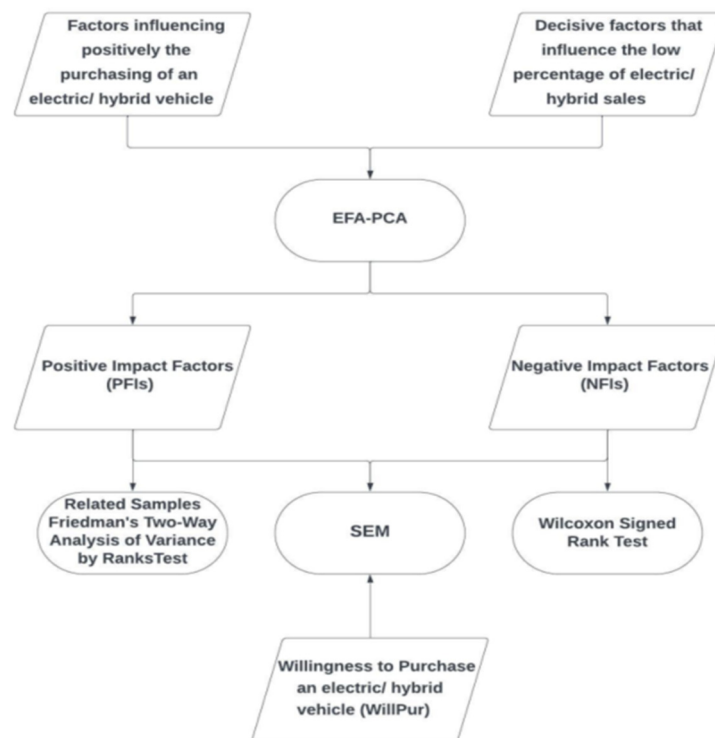 Factors influencing
positively the
purchasing of an
electric/ hybrid vehicle
Decisive factors that
influence the low
percentage of electric/
hybrid sales
EFA-PCA
Positive Impact Factors
(PFIs)
Negative Impact Factors
(NFIs)
Related Samples
Friedman's Two-Way
Analysis of Variance
by RanksTest
SEM
Wilcoxon Signed
Rank Test
Willingness to Purchase
an electric/ hybrid
vehicle (WillPur)